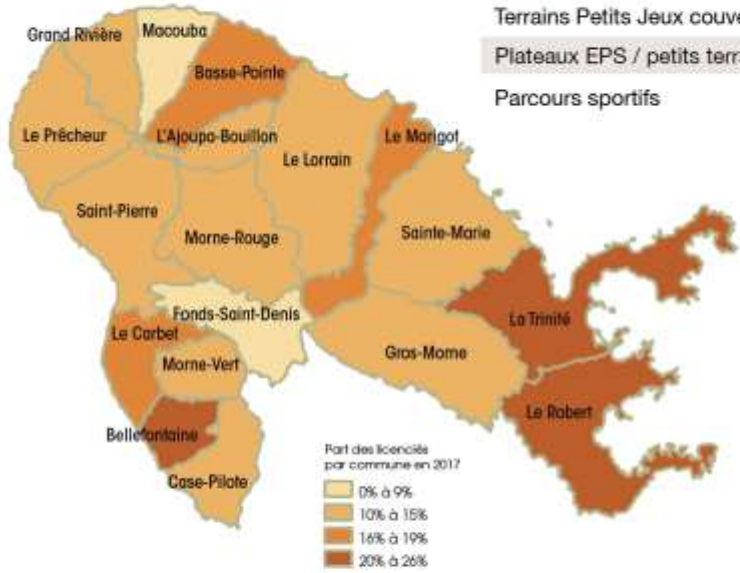 Terrains Petits Jeux
Plateaux EPS / petits
Parcours sportifs
Grand Rivière
Macouba
Basse-Pointe
Le Prêcheur
L'Ajoupa-Bouillon
Le Lorrain
Le Marigot
Saint-Pierre
Morne-Rouge
Sainte-Marie
Fonds-Saint-Denis
La Trinité
Le Carbet
Morne-Vert
Gros-Morne
Le Robert
Bellefontaine
Case-Pilote
Part des licenciés
par commune en 2017
0% à 9%
10% à 15%
16% à 19%
20% à 26%